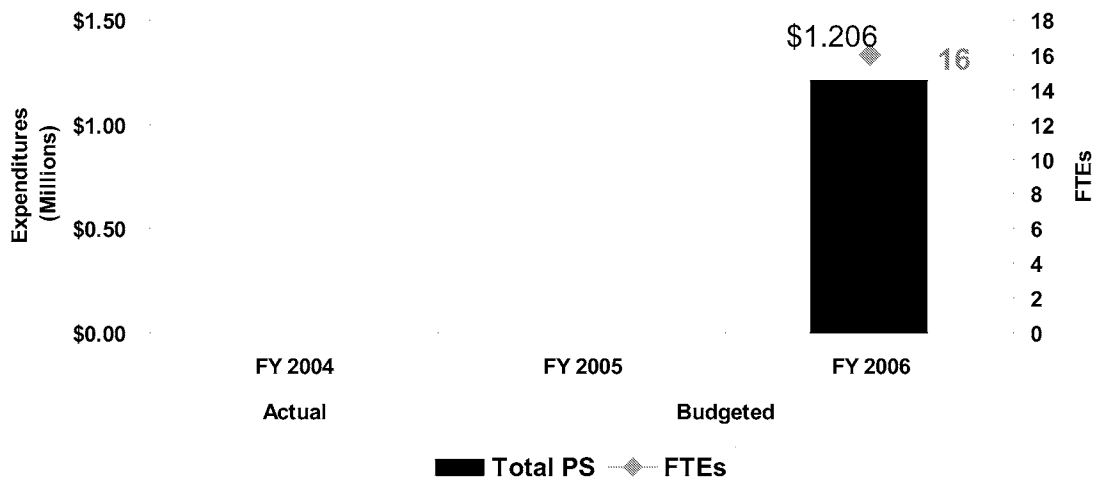 $1.50
$1.00
$0.50
$0.00
Expenditures
(Millions)
$1.206
16
18
16
14
12
10
8
6
4
2
0
FTEs
FY 2004
FY 2005
FY 2006
Actual
Budgeted
Total PS
FTEs